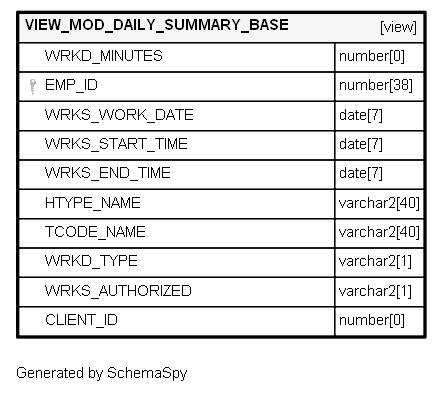 VIEW_MOD_DAILY_SUMMARY_BASE [view]
WRKD_MINUTES number[0]
EMP_ID number[38]
WRKS_WORK_DATE date[7]
WRKS_START_TIME date[7]
WRKS_END_TIME date[7]
HTYPE_NAME varchar2[40]
TCODE_NAME varchar2[40]
WRKD_TYPE varchar2[1]
WRKS_AUTHORIZED varchar2[1]
CLIENT_ID number[0]
Generated by SchemaSpy